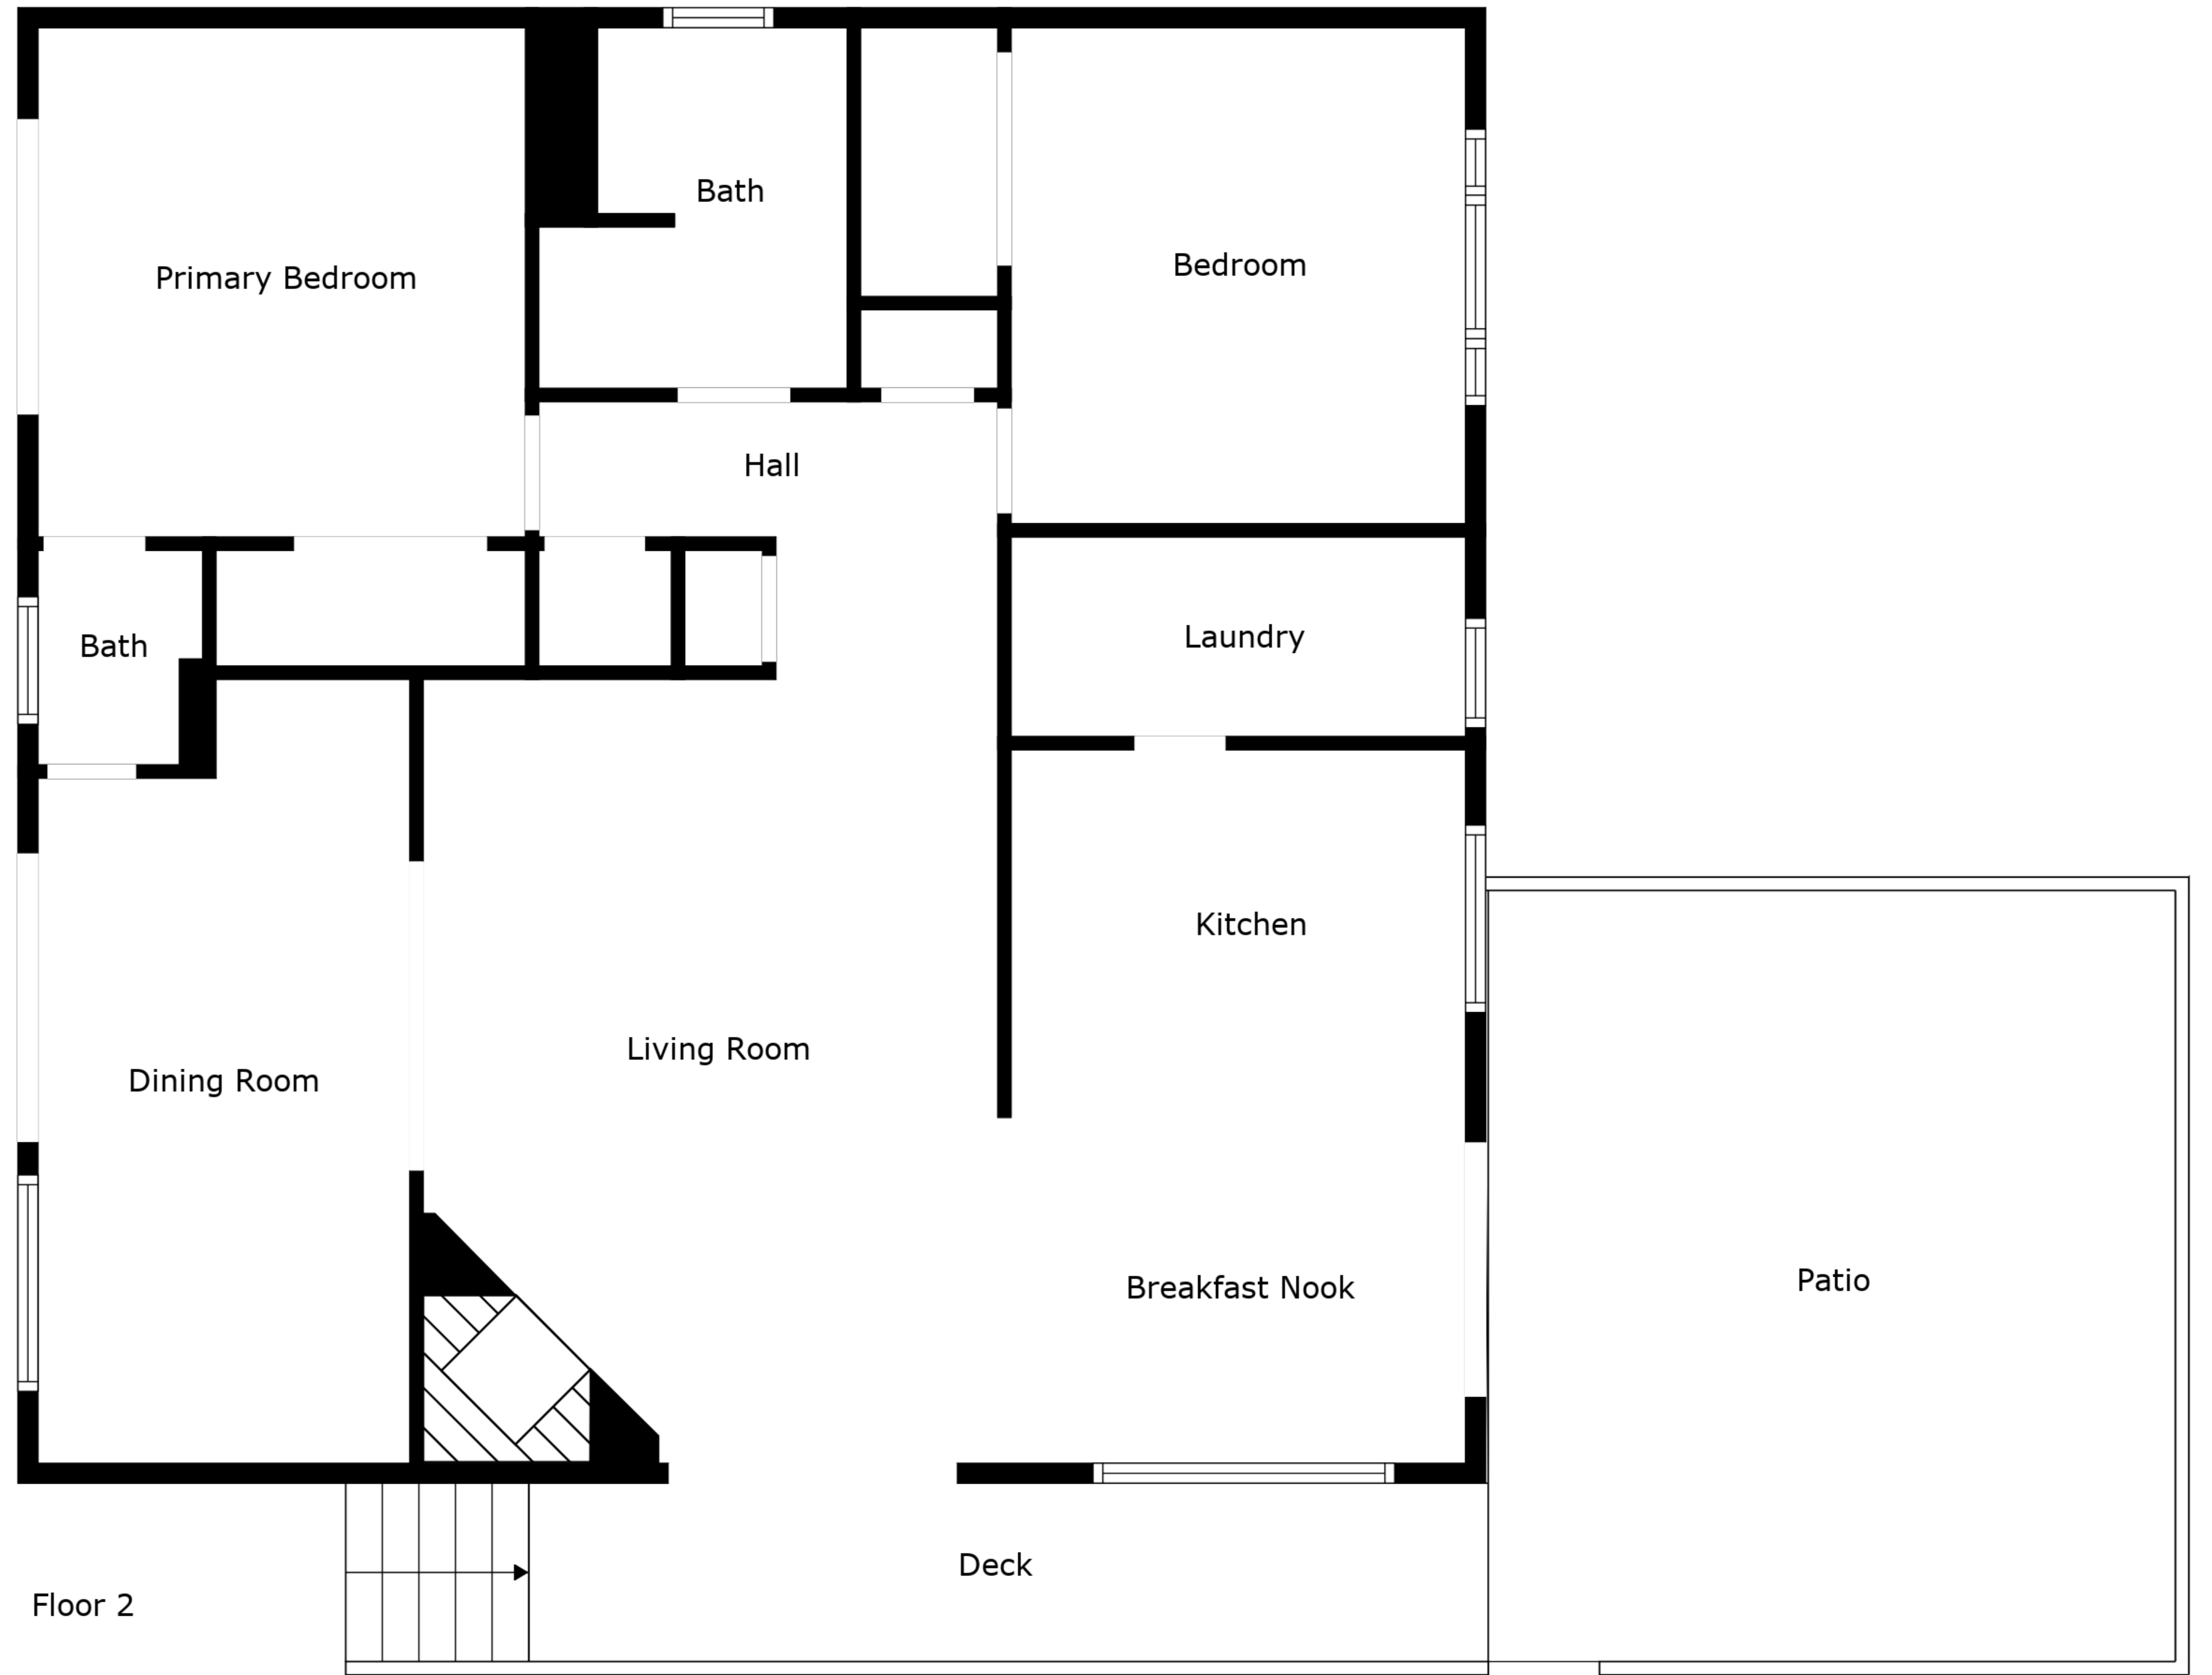 Bath
Bedroom
Primary Bedroom
Hall
Laundry
Bath
Kitchen
Living Room
Dining Room
Patio
Breakfast Nook
Deck
Floor 2